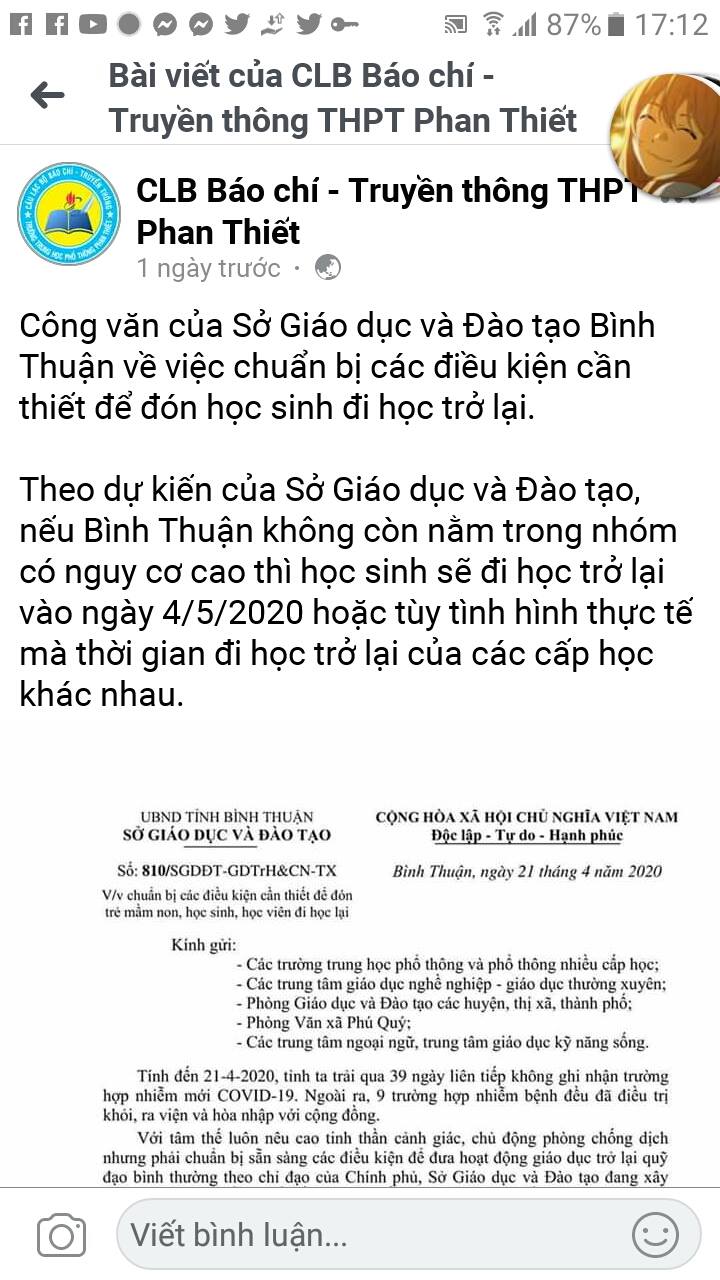 87% 17:12
Bài viết của CLB Báo chí -
Truyền thông THPT Phan Thiết
CLB Báo chí - Truyền thông THPT
Phan Thiết
1 ngày trước ·
CÂU LẠC BỘ BÁO CHÍ - TRUYỀN THÔNG
TRƯỜNG TRUNG HỌC PHỔ THÔNG PHAN THIẾT
Công văn của Sở Giáo dục và Đào tạo Bình
Thuận về việc chuẩn bị các điều kiện cần
thiết để đón học sinh đi học trở lại.
Theo dự kiến của Sở Giáo dục và Đào tạo,
nếu Bình Thuận không còn nằm trong nhóm
có nguy cơ cao thì học sinh sẽ đi học trở lại
vào ngày 4/5/2020 hoặc tùy tình hình thực tế
mà thời gian đi học trở lại của các cấp học
khác nhau.
UBND TỈNH BÌNH THUẬN
SỞ GIÁO DỤC VÀ ĐÀO TẠO
Số: 810/SGDĐT-GDTrH&CN-TX
V/v chuẩn bị các điều kiện cần thiết để đón
trẻ mầm non, học sinh, học viên đi học lại
CỘNG HÒA XÃ HỘI CHỦ NGHĨA VIỆT NAM
Độc lập - Tự do - Hạnh phúc
Bình Thuận, ngày 21 tháng 4 năm 2020
Kính gửi:
- Các trường trung học phổ thông và phổ thông nhiều cấp học;
- Các trung tâm giáo dục nghề nghiệp - giáo dục thường xuyên;
- Phòng Giáo dục và Đào tạo các huyện, thị xã, thành phố;
- Phòng Văn xã Phú Quý;
- Các trung tâm ngoại ngữ, trung tâm giáo dục kỹ năng sống.
Tính đến 21-4-2020, tỉnh ta trải qua 39 ngày liên tiếp không ghi nhận trường
hợp nhiễm mới COVID-19. Ngoài ra, 9 trường hợp nhiễm bệnh đều đã điều trị
khỏi, ra viện và hòa nhập với cộng đồng.
Với tâm thế luôn nêu cao tinh thần cảnh giác, chủ động phòng chống dịch
nhưng phải chuẩn bị sẵn sàng các điều kiện để đưa hoạt động giáo dục trở lại quỹ
đạo bình thường theo chỉ đạo của Chính phủ, Sở Giáo dục và Đào tạo đang xây
Viết bình luận...